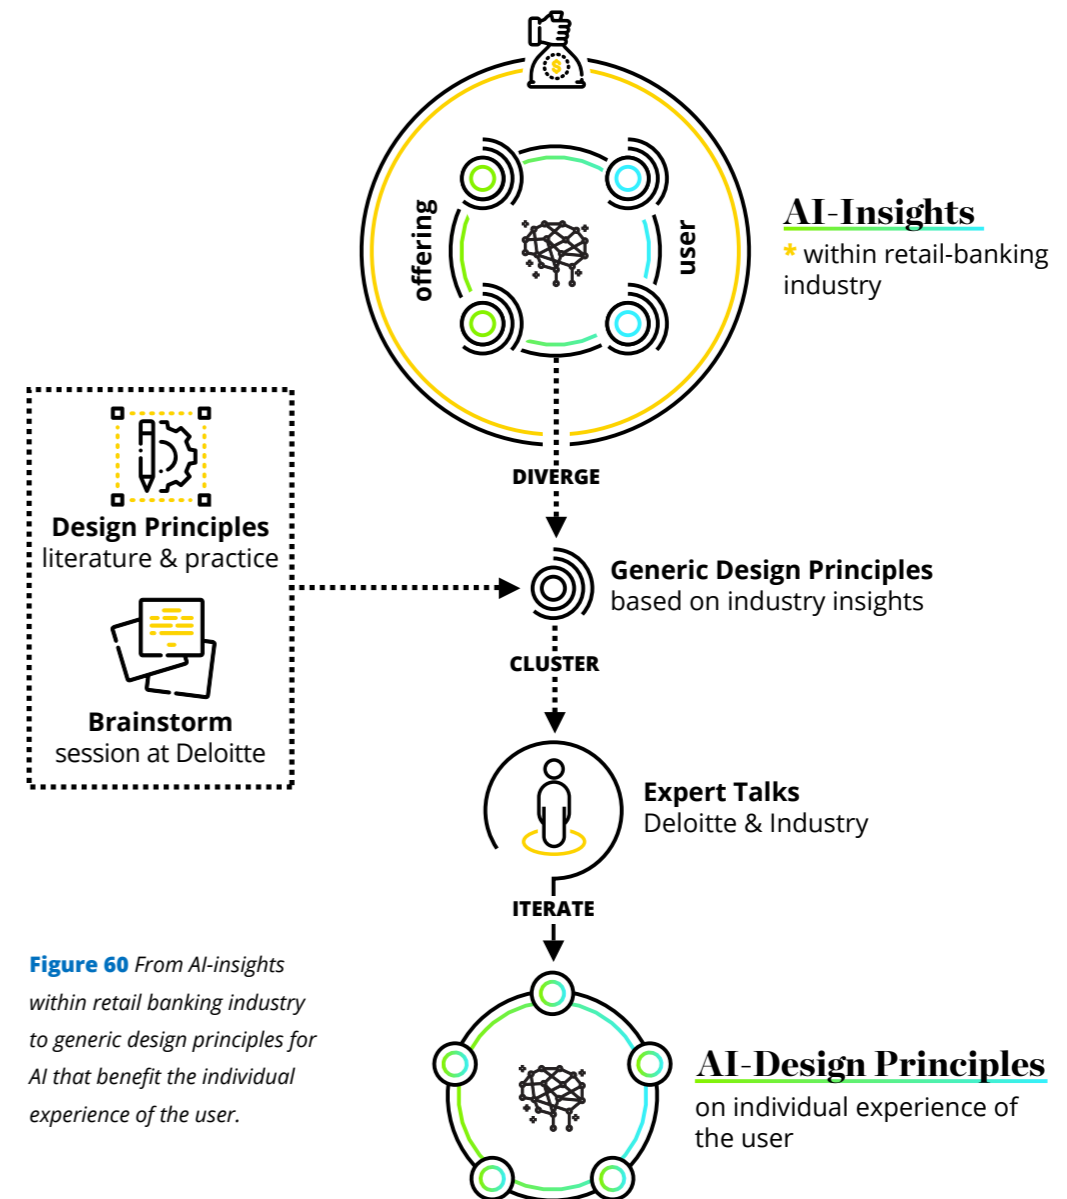 $
offering
user
AI-Insights
* within retail-banking
industry
DIVERGE
Design Principles
literature & practice
Brainstorm
session at Deloitte
Generic Design Principles
based on industry insights
CLUSTER
Expert Talks
Deloitte & Industry
ITERATE
Figure 60 From AI-insights
within retail banking industry
to generic design principles for
AI that benefit the individual
experience of the user.
AI-Design Principles
on individual experience of
the user